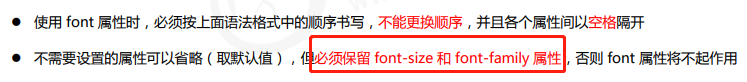 ● 使用 font 属性时，必须按上面语法格式中的顺序书写，不能更换顺序，并且各个属性间以空格隔开
● 不需要设置的属性可以省略（取默认值），但必须保留 font-size 和 font-family 属性，否则 font 属性将不起作用